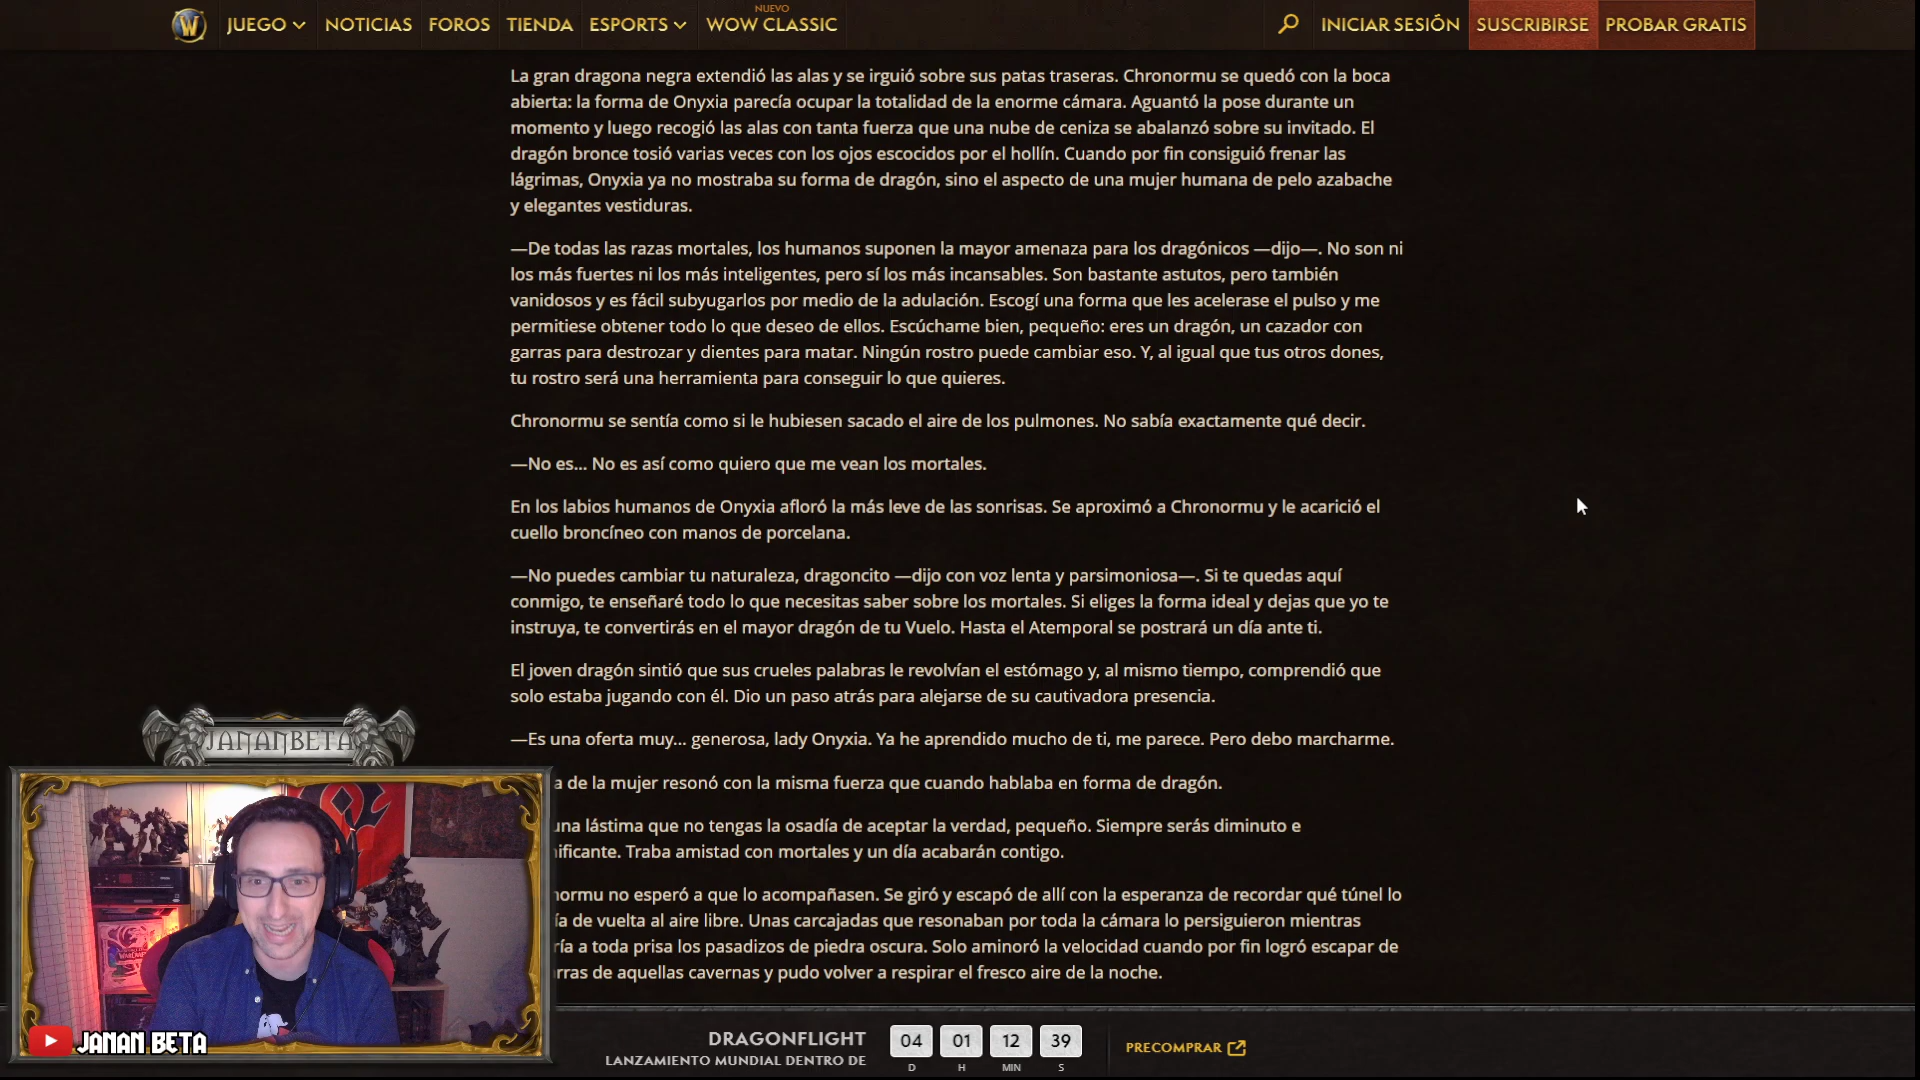 JUEGO
NOTICIAS
FOROS
TIENDA
ESPORTS
NUEVO
WOW CLASSIC
INICIAR SESIÓN
SUSCRIBIRSE
PROBAR GRATIS
La gran dragona negra extendió las alas y se irguió sobre sus patas traseras. Chronormu se quedó con la boca
abierta: la forma de Onyxia parecía ocupar la totalidad de la enorme cámara. Aguantó la pose durante un
momento y luego recogió las alas con tanta fuerza que una nube de ceniza se abalanzó sobre su invitado. El
dragón bronce tosió varias veces con los ojos escocidos por el hollín. Cuando por fin consiguió frenar las
lágrimas, Onyxia ya no mostraba su forma de dragón, sino el aspecto de una mujer humana de pelo azabache
y elegantes vestiduras.
—De todas las razas mortales, los humanos suponen la mayor amenaza para los dragónicos —dijo—. No son ni
los más fuertes ni los más inteligentes, pero sí los más incansables. Son bastante astutos, pero también
vanidosos y es fácil subyugarlos por medio de la adulación. Escogí una forma que les acelerase el pulso y me
permitiese obtener todo lo que deseo de ellos. Escúchame bien, pequeño: eres un dragón, un cazador con
garras para destrozar y dientes para matar. Ningún rostro puede cambiar eso. Y, al igual que tus otros dones,
tu rostro será una herramienta para conseguir lo que quieres.
Chronormu se sentía como si le hubiesen sacado el aire de los pulmones. No sabía exactamente qué decir.
—No es... No es así como quiero que me vean los mortales.
En los labios humanos de Onyxia afloró la más leve de las sonrisas. Se aproximó a Chronormu y le acarició el
cuello broncíneo con manos de porcelana.
—No puedes cambiar tu naturaleza, dragoncito —dijo con voz lenta y parsimoniosa—. Si te quedas aquí
conmigo, te enseñaré todo lo que necesitas saber sobre los mortales. Si eliges la forma ideal y dejas que yo te
instruya, te convertirás en el mayor dragón de tu Vuelo. Hasta el Atemporal se postrará un día ante ti.
El joven dragón sintió que sus crueles palabras le revolvían el estómago y, al mismo tiempo, comprendió que
solo estaba jugando con él. Dio un paso atrás para alejarse de su cautivadora presencia.
—Es una oferta muy... generosa, lady Onyxia. Ya he aprendido mucho de ti, me parece. Pero debo marcharme.
a de la mujer resonó con la misma fuerza que cuando hablaba en forma de dragón.
una lástima que no tengas la osadía de aceptar la verdad, pequeño. Siempre serás diminuto e
nificante. Traba amistad con mortales y un día acabarán contigo.
normu no esperó a que lo acompañasen. Se giró y escapó de allí con la esperanza de recordar qué túnel lo
ía de vuelta al aire libre. Unas carcajadas que resonaban por toda la cámara lo persiguieron mientras
ría a toda prisa los pasadizos de piedra oscura. Solo aminoró la velocidad cuando por fin logró escapar de
rras de aquellas cavernas y pudo volver a respirar el fresco aire de la noche.
JANANBETA
JANAN BETA
DRAGONFLIGHT
LANZAMIENTO MUNDIAL DENTRO DE
04 01 12 39
D H MIN S
PRECOMPRAR